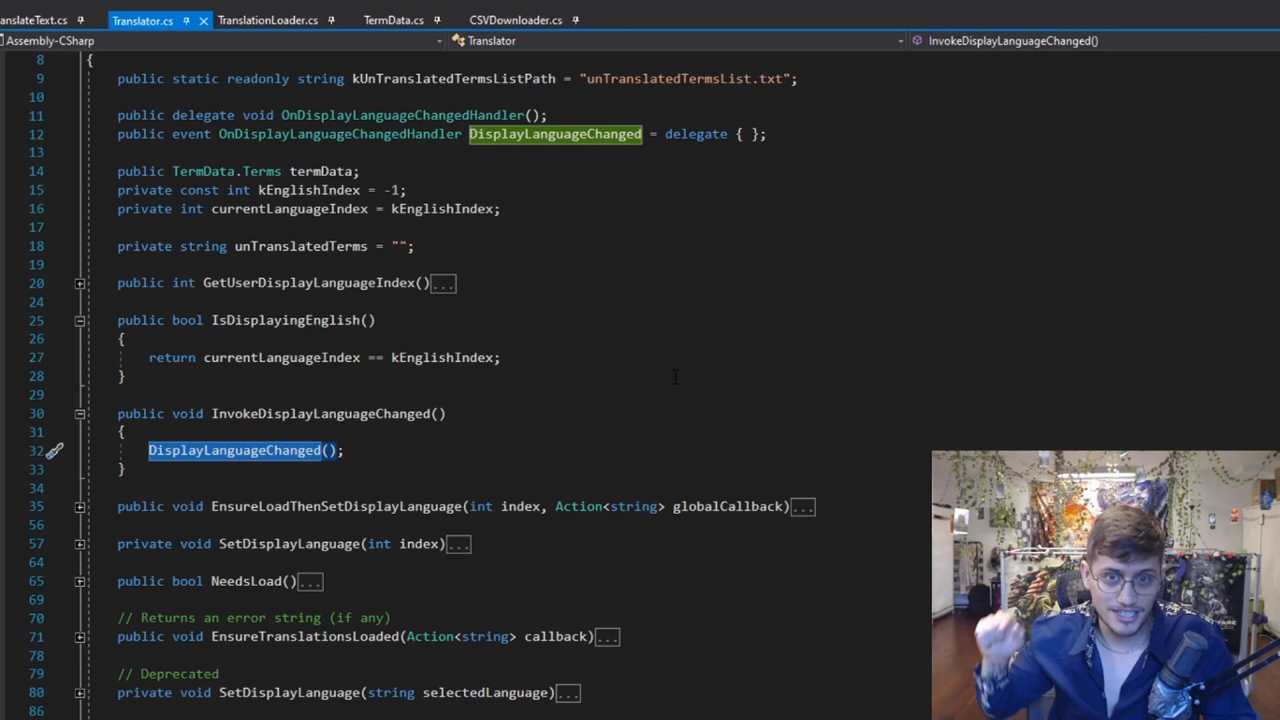 anslateText.cs
Translator.cs
TranslationLoader.cs
TermData.cs
CSVDownloader.cs
Assembly-CSharp
Translator
InvokeDisplayLanguageChanged()
8 {
9 public static readonly string kUnTranslatedTermsListPath = "unTranslatedTermsList.txt";
10
11 public delegate void OnDisplayLanguageChangedHandler();
12 public event OnDisplayLanguageChangedHandler DisplayLanguageChanged = delegate { };
13
14 public TermData.Terms termData;
15 private const int kEnglishIndex = -1;
16 private int currentLanguageIndex = kEnglishIndex;
17
18 private string unTranslatedTerms = "";
19
20 public int GetUserDisplayLanguageIndex()...
24
25 public bool IsDisplayingEnglish()
26 {
27 return currentLanguageIndex == kEnglishIndex;
28 }
29
30 public void InvokeDisplayLanguageChanged()
31 {
32 DisplayLanguageChanged();
33 }
34
35 public void EnsureLoadThenSetDisplayLanguage(int index, Action<string> globalCallback)...
56
57 private void SetDisplayLanguage(int index)...
64
65 public bool NeedsLoad()...
69
70 // Returns an error string (if any)
71 public void EnsureTranslationsLoaded(Action<string> callback)...
78
79 // Deprecated
80 private void SetDisplayLanguage(string selectedLanguage)...
86